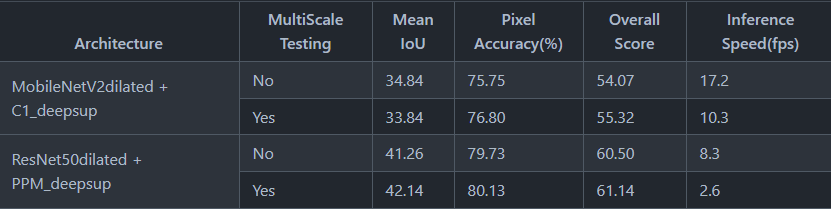 Architecture MultiScale Testing Mean IoU Pixel Accuracy(%) Overall Score Inference Speed(fps)
MobileNetV2dilated + C1_deepsup No 34.84 75.75 54.07 17.2
Yes 33.84 76.80 55.32 10.3
ResNet50dilated + PPM_deepsup No 41.26 79.73 60.50 8.3
Yes 42.14 80.13 61.14 2.6